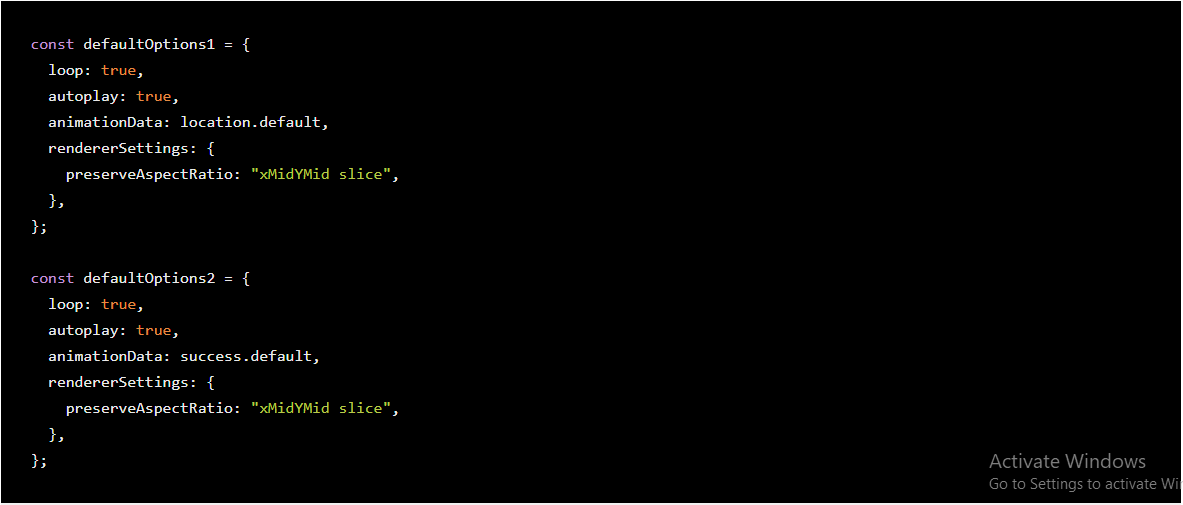 const defaultOptions1 = {
  loop: true,
  autoplay: true,
  animationData: location.default,
  rendererSettings: {
    preserveAspectRatio: "xMidYMid slice",
  },
};

const defaultOptions2 = {
  loop: true,
  autoplay: true,
  animationData: success.default,
  rendererSettings: {
    preserveAspectRatio: "xMidYMid slice",
  },
};
Activate Windows
Go to Settings to activate Wi